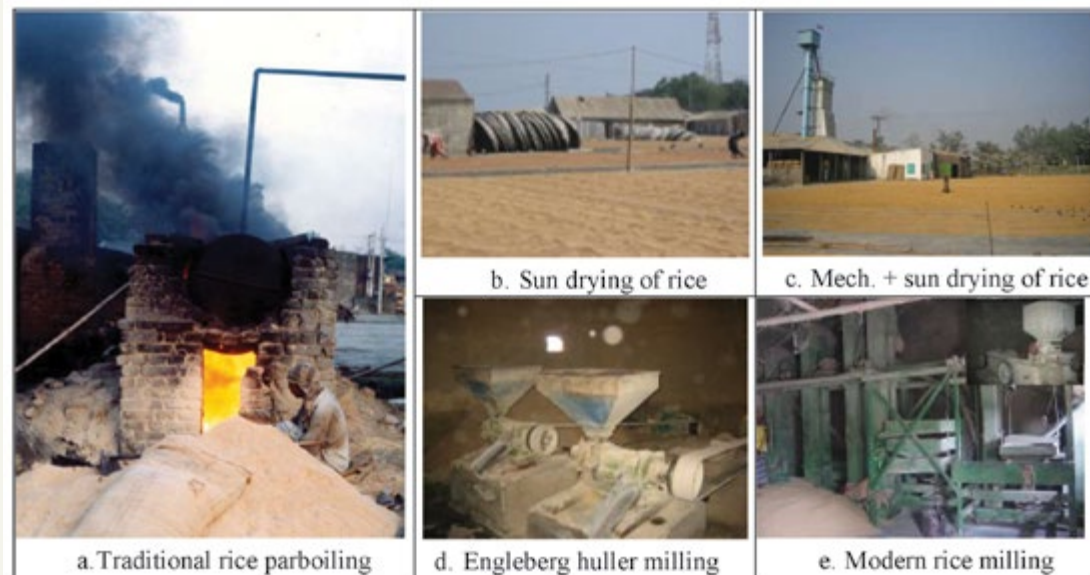 b. Sun drying of rice
c. Mech. + sun drying of rice
a.Traditional rice parboiling
d. Engleberg huller milling
e. Modern rice milling